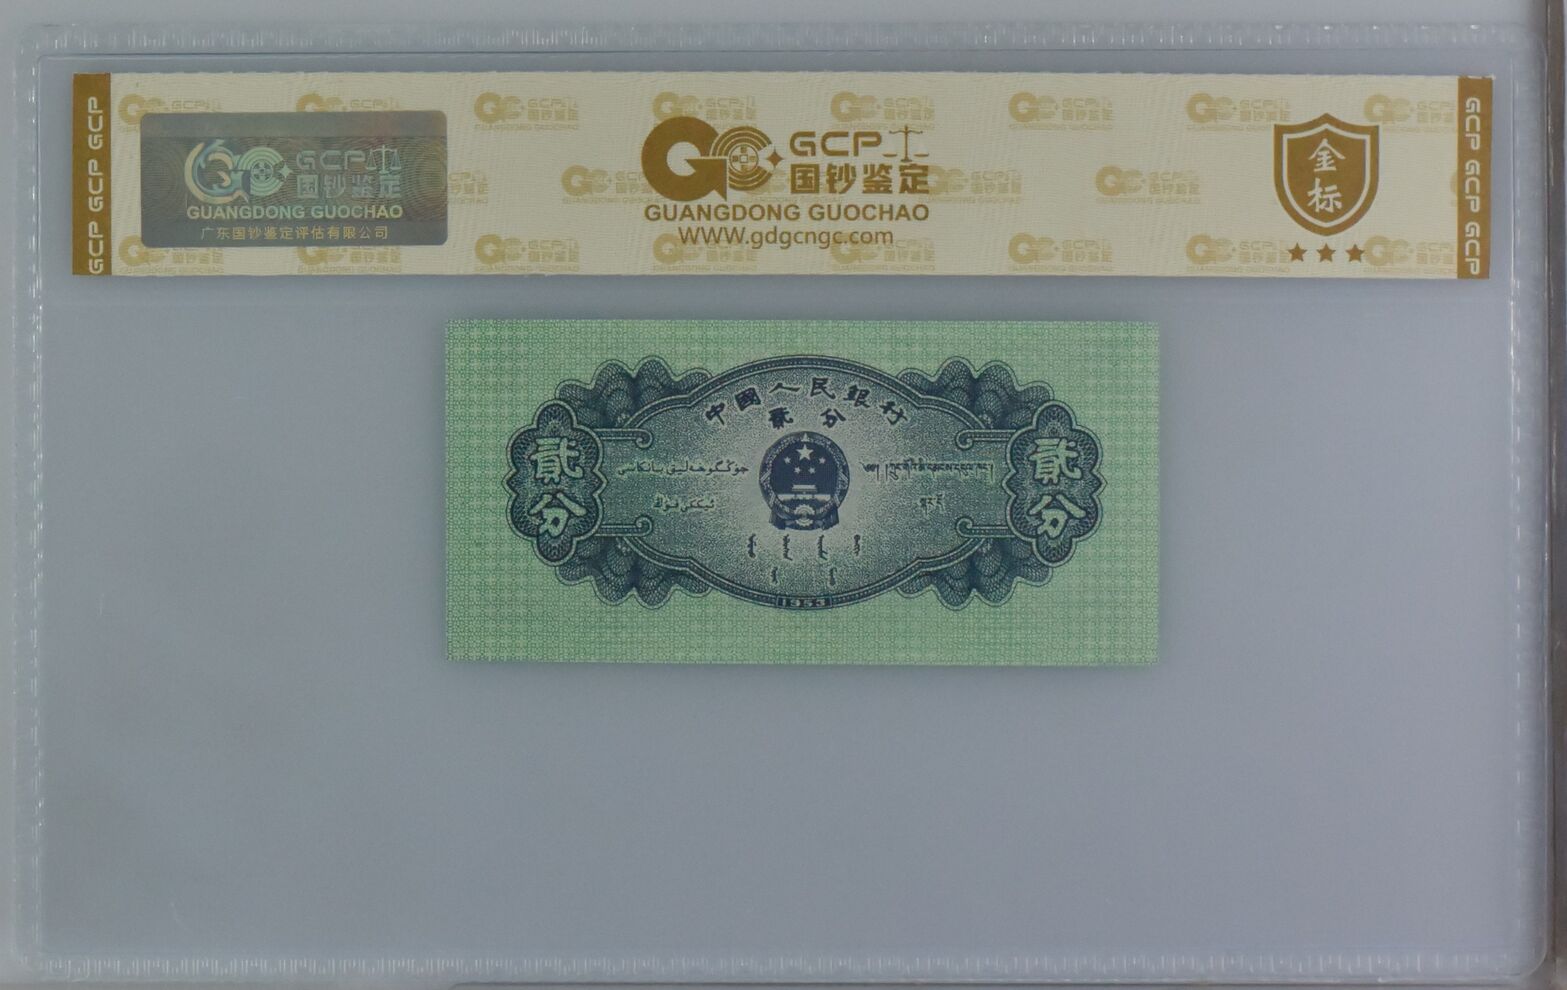 GCP GCP GCP
GCP
国钞鉴定
GUANGDONG GUOCHAO
广东国钞鉴定评估有限公司
GCP
国钞鉴定
GUANGDONG GUOCHAO
WWW.gdgcngc.com
金标
GCP GCP GCP
中國人民銀行
貳分
貳分
貳分
1953